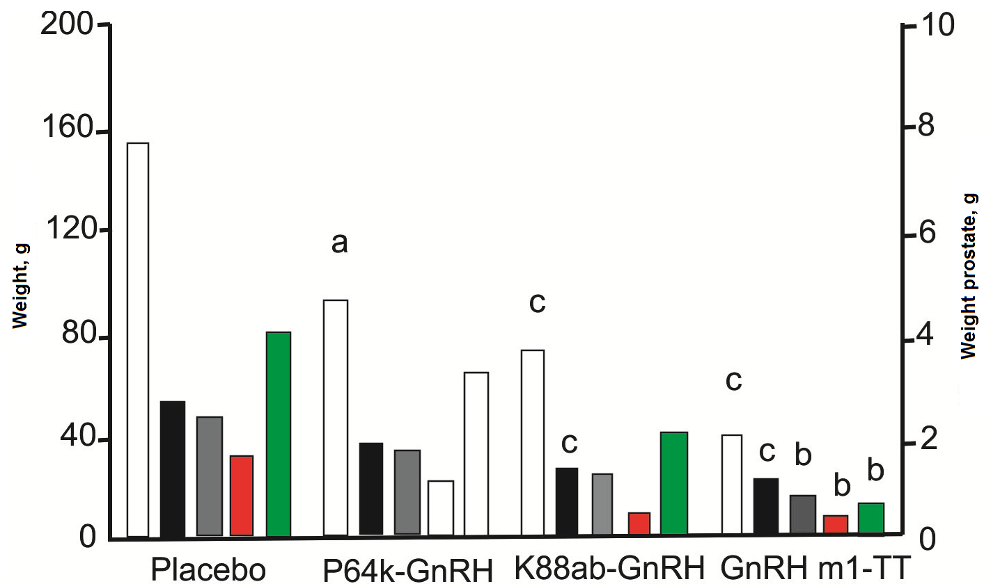 200
160
120
80
40
0
Weight, g
10
8
6
4
2
0
Weight prostate, g
a
c
c
c
c
b
b
b
Placebo
P64k-GnRH
K88ab-GnRH
GnRH m1-TT